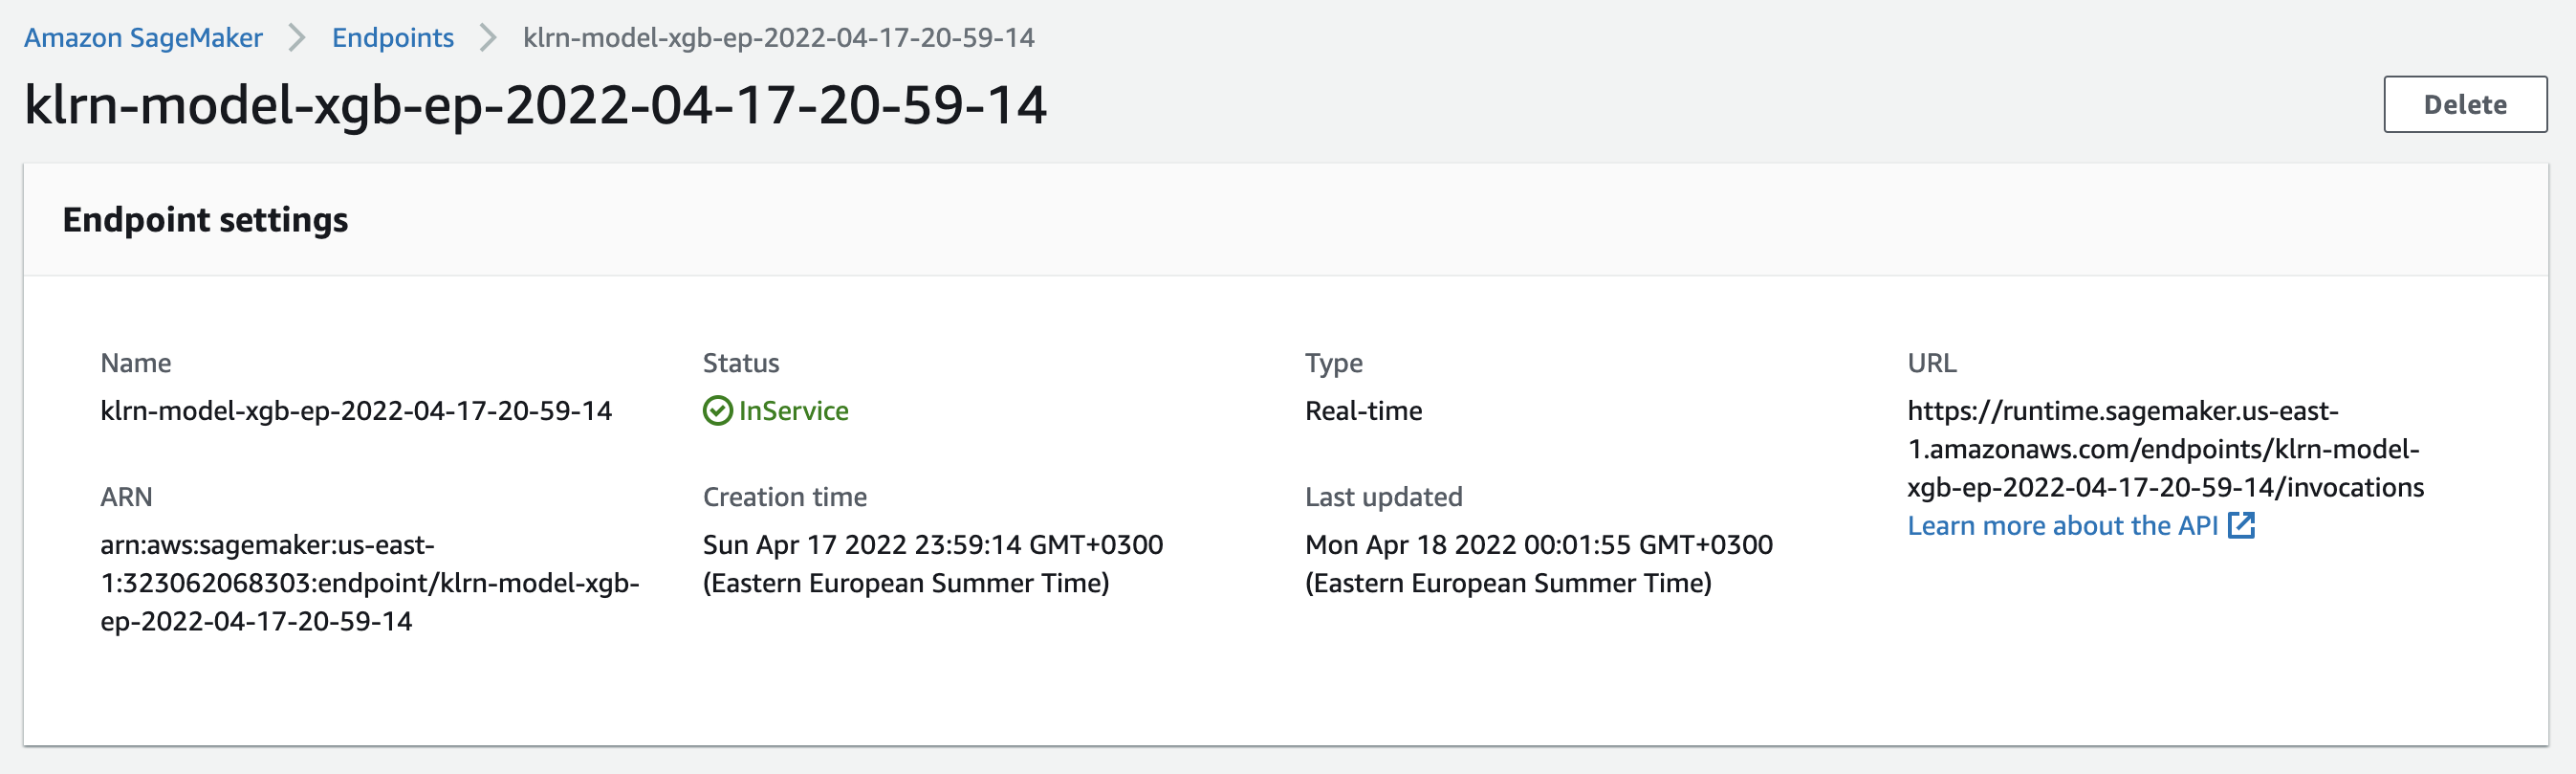 Amazon SageMaker > Endpoints > klrn-model-xgb-ep-2022-04-17-20-59-14
klrn-model-xgb-ep-2022-04-17-20-59-14
Delete
Endpoint settings
Name
klrn-model-xgb-ep-2022-04-17-20-59-14
Status
InService
Type
Real-time
URL
https://runtime.sagemaker.us-east-
1.amazonaws.com/endpoints/klrn-model-
xgb-ep-2022-04-17-20-59-14/invocations
Learn more about the API
ARN
arn:aws:sagemaker:us-east-
1:323062068303:endpoint/klrn-model-xgb-
ep-2022-04-17-20-59-14
Creation time
Sun Apr 17 2022 23:59:14 GMT+0300
(Eastern European Summer Time)
Last updated
Mon Apr 18 2022 00:01:55 GMT+0300
(Eastern European Summer Time)